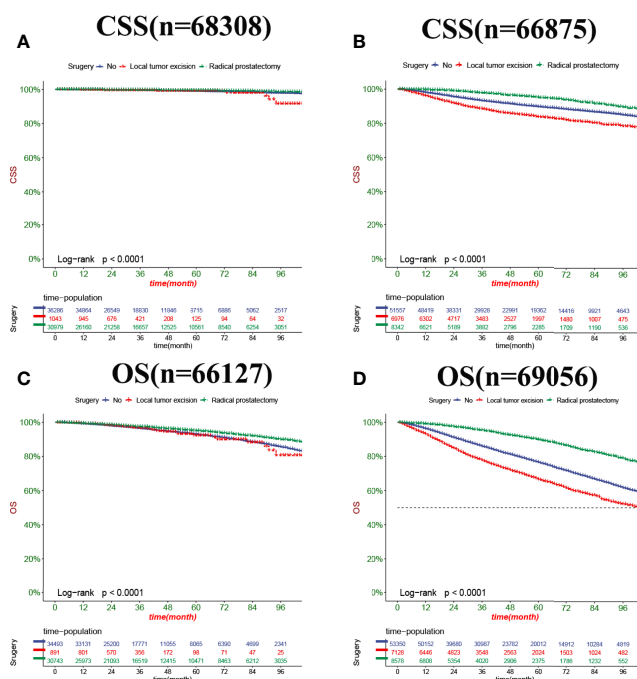 A CSS(n=68308)
Srugery No Local tumor excision Radical prostatectomy
100%
80%
60%
40%
20%
0%
CSS
Log-rank p < 0.0001
0 12 24 36 48 60 72 84 96
time(month)
time-population
Srugery
36286 34864 26549 18830 11846 8715 6886 5062 2517
1043 945 676 421 208 125 94 64 32
30979 26160 21258 16657 12525 10561 8540 6254 3051
0 12 24 36 48 60 72 84 96
time(month)
B CSS(n=66875)
Srugery No Local tumor excision Radical prostatectomy
100%
80%
60%
40%
20%
0%
CSS
Log-rank p < 0.0001
0 12 24 36 48 60 72 84 96
time(month)
time-population
Srugery
51557 48419 38331 29928 22991 19362 14416 9921 4643
6976 6302 4717 3483 2527 1997 1480 1007 475
8342 6621 5189 3882 2796 2285 1709 1190 536
0 12 24 36 48 60 72 84 96
time(month)
C OS(n=66127)
Srugery No Local tumor excision Radical prostatectomy
100%
80%
60%
40%
20%
0%
OS
Log-rank p < 0.0001
0 12 24 36 48 60 72 84 96
time(month)
time-population
Srugery
34493 33131 25200 17771 11055 8065 6390 4699 2341
891 801 570 356 172 98 71 47 25
30743 25973 21093 16519 12415 10471 8463 6212 3035
0 12 24 36 48 60 72 84 96
time(month)
D OS(n=69056)
Srugery No Local tumor excision Radical prostatectomy
100%
80%
60%
40%
20%
0%
OS
Log-rank p < 0.0001
0 12 24 36 48 60 72 84 96
time(month)
time-population
Srugery
53350 50152 39680 30987 23782 20012 14912 10284 4819
7128 6446 4823 3548 2563 2024 1503 1024 482
8578 6808 5354 4020 2906 2375 1786 1232 552
0 12 24 36 48 60 72 84 96
time(month)